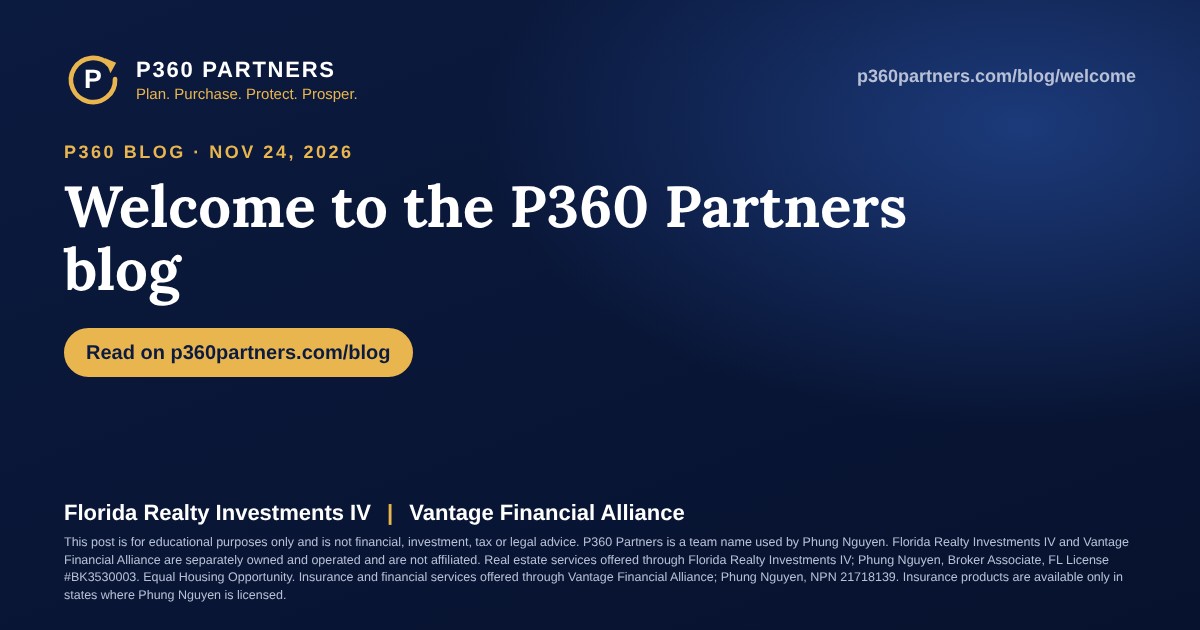 P
P360 PARTNERS
Plan. Purchase. Protect. Prosper.
p360partners.com/blog/welcome
P360 BLOG · NOV 24, 2026
Welcome to the P360 Partners
blog
Read on p360partners.com/blog
Florida Realty Investments IV | Vantage Financial Alliance
This post is for educational purposes only and is not financial, investment, tax or legal advice. P360 Partners is a team name used by Phung Nguyen. Florida Realty Investments IV and Vantage
Financial Alliance are separately owned and operated and are not affiliated. Real estate services offered through Florida Realty Investments IV; Phung Nguyen, Broker Associate, FL License
#BK3530003. Equal Housing Opportunity. Insurance and financial services offered through Vantage Financial Alliance; Phung Nguyen, NPN 21718139. Insurance products are available only in
states where Phung Nguyen is licensed.